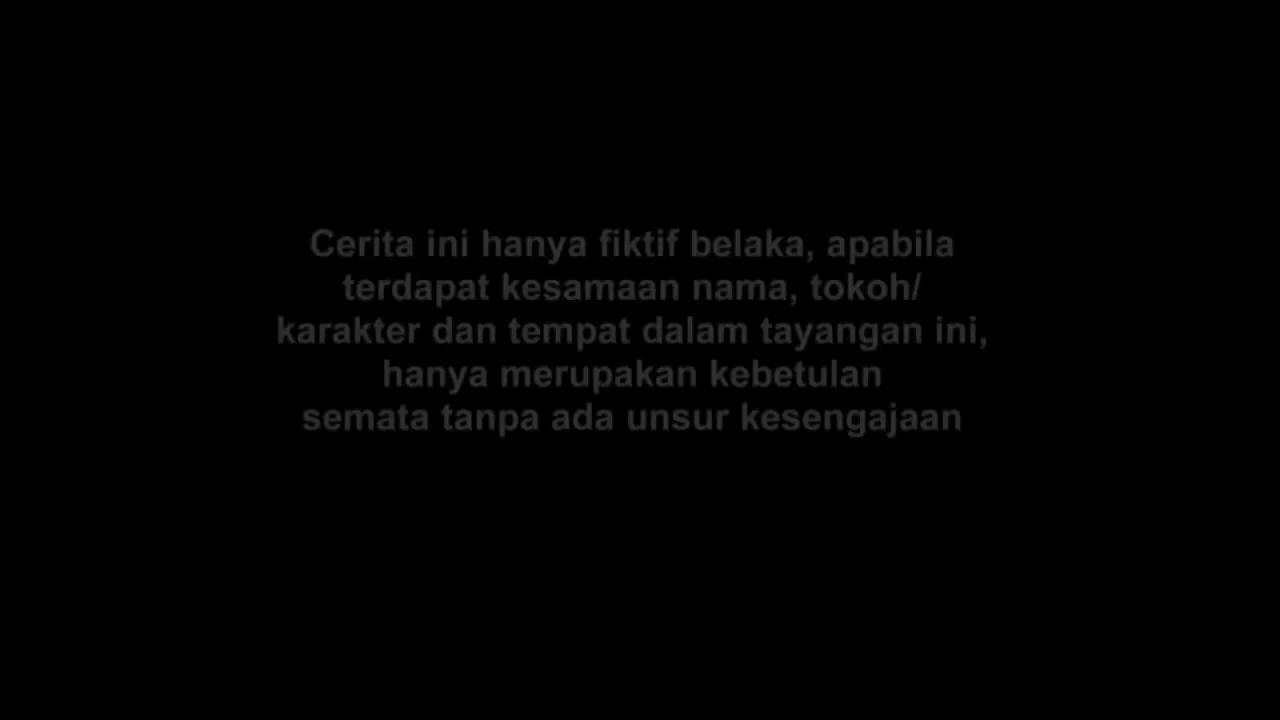 Cerita ini hanya fiktif belaka, apabila
terdapat kesamaan nama, tokoh/
karakter dan tempat dalam tayangan ini,
hanya merupakan kebetulan
semata tanpa ada unsur kesengajaan